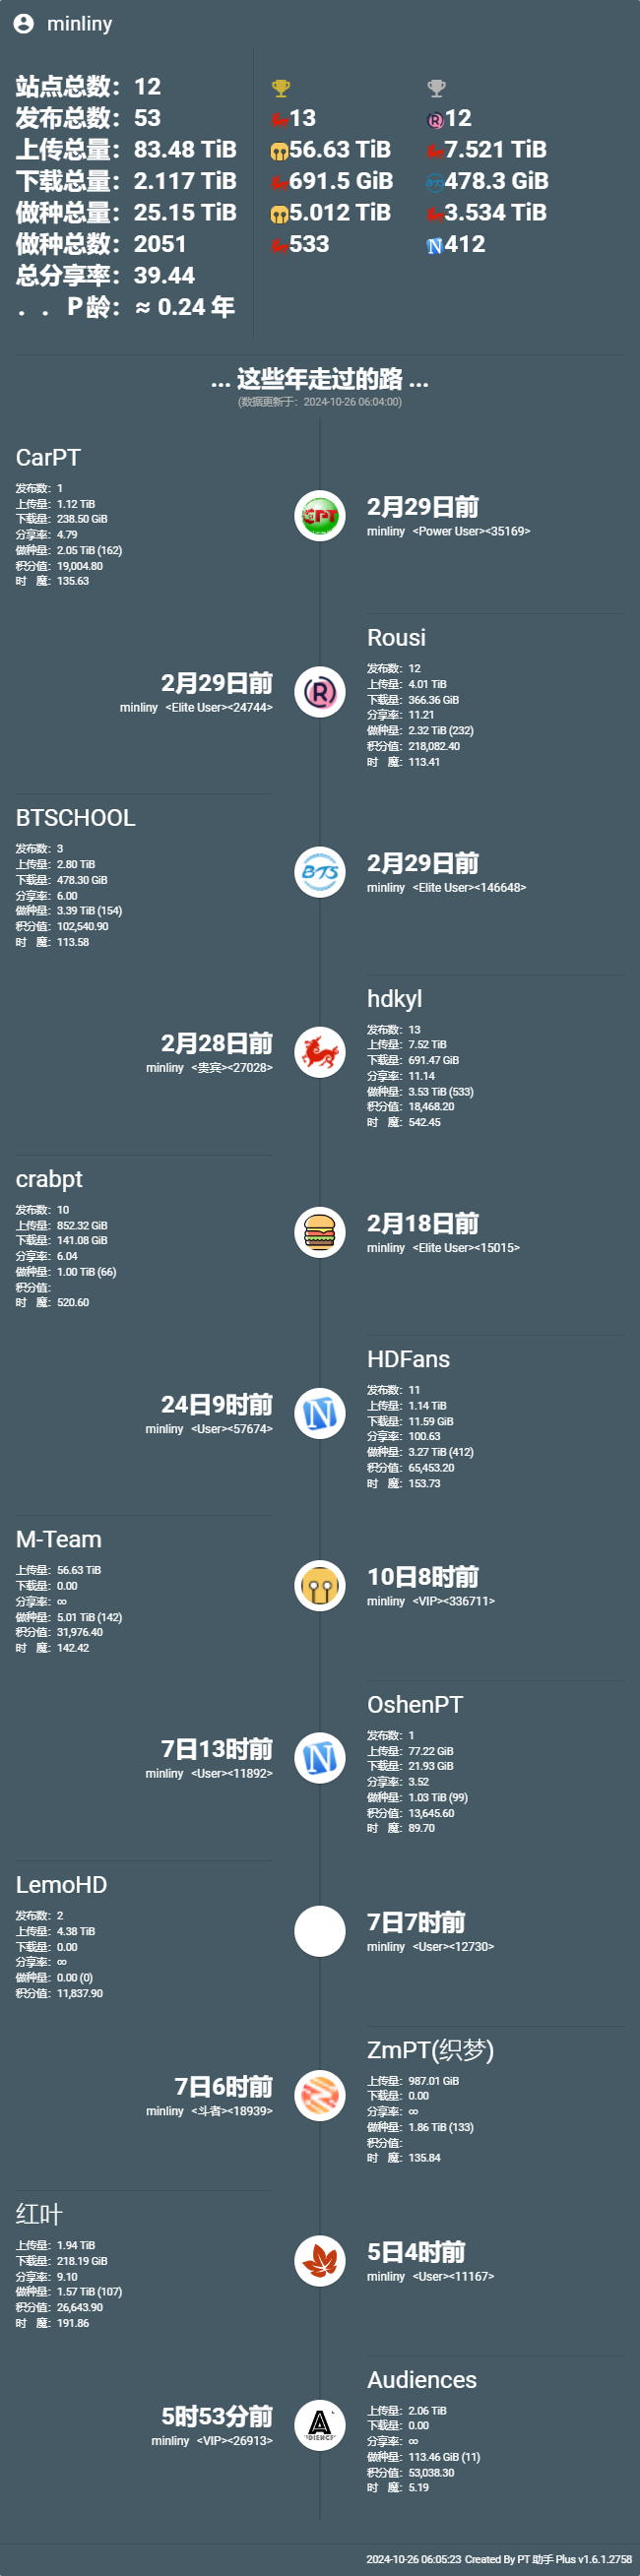 minliny
站点总数：12
发布总数：53
上传总量：83.48 TiB
下载总量：2.117 TiB
做种总量：25.15 TiB
做种总数：2051
总分享率：39.44
．．P龄：≈ 0.24 年
13
56.63 TiB
691.5 GiB
5.012 TiB
533
12
7.521 TiB
478.3 GiB
3.534 TiB
412
... 这些年走过的路 ...
(数据更新于：2024-10-26 06:04:00)
CarPT
发布数：1
上传量：1.12 TiB
下载量：238.50 GiB
分享率：4.79
做种量：2.05 TiB (162)
积分值：19,004.80
时　魔：135.63
2月29日前
minliny <Power User><35169>
Rousi
发布数：12
上传量：4.01 TiB
下载量：366.36 GiB
分享率：11.21
做种量：2.32 TiB (232)
积分值：218,082.40
时　魔：113.41
2月29日前
minliny <Elite User><24744>
BTSCHOOL
发布数：3
上传量：2.80 TiB
下载量：478.30 GiB
分享率：6.00
做种量：3.39 TiB (154)
积分值：102,540.90
时　魔：113.58
BTS
2月29日前
minliny <Elite User><146648>
hdkyl
发布数：13
上传量：7.52 TiB
下载量：691.47 GiB
分享率：11.14
做种量：3.53 TiB (533)
积分值：18,468.20
时　魔：542.45
2月28日前
minliny <贵宾><27028>
crabpt
发布数：10
上传量：852.32 GiB
下载量：141.08 GiB
分享率：6.04
做种量：1.00 TiB (66)
积分值：
时　魔：520.60
2月18日前
minliny <Elite User><15015>
HDFans
发布数：11
上传量：1.14 TiB
下载量：11.59 GiB
分享率：100.63
做种量：3.27 TiB (412)
积分值：65,453.20
时　魔：153.73
24日9时前
minliny <User><57674>
M-Team
上传量：56.63 TiB
下载量：0.00
分享率：∞
做种量：5.01 TiB (142)
积分值：31,976.40
时　魔：142.42
10日8时前
minliny <VIP><336711>
OshenPT
发布数：1
上传量：77.22 GiB
下载量：21.93 GiB
分享率：3.52
做种量：1.03 TiB (99)
积分值：13,645.60
时　魔：89.70
7日13时前
minliny <User><11892>
LemoHD
发布数：2
上传量：4.38 TiB
下载量：0.00
分享率：∞
做种量：0.00 (0)
积分值：11,837.90
7日7时前
minliny <User><12730>
ZmPT(织梦)
上传量：987.01 GiB
下载量：0.00
分享率：∞
做种量：1.86 TiB (133)
积分值：
时　魔：135.84
7日6时前
minliny <斗者><18939>
红叶
上传量：1.94 TiB
下载量：218.19 GiB
分享率：9.10
做种量：1.57 TiB (107)
积分值：26,643.90
时　魔：191.86
5日4时前
minliny <User><11167>
Audiences
上传量：2.06 TiB
下载量：0.00
分享率：∞
做种量：113.46 GiB (11)
积分值：53,038.30
时　魔：5.19
5时53分前
minliny <VIP><26913>
2024-10-26 06:05:23 Created By PT 助手 Plus v1.6.1.2758